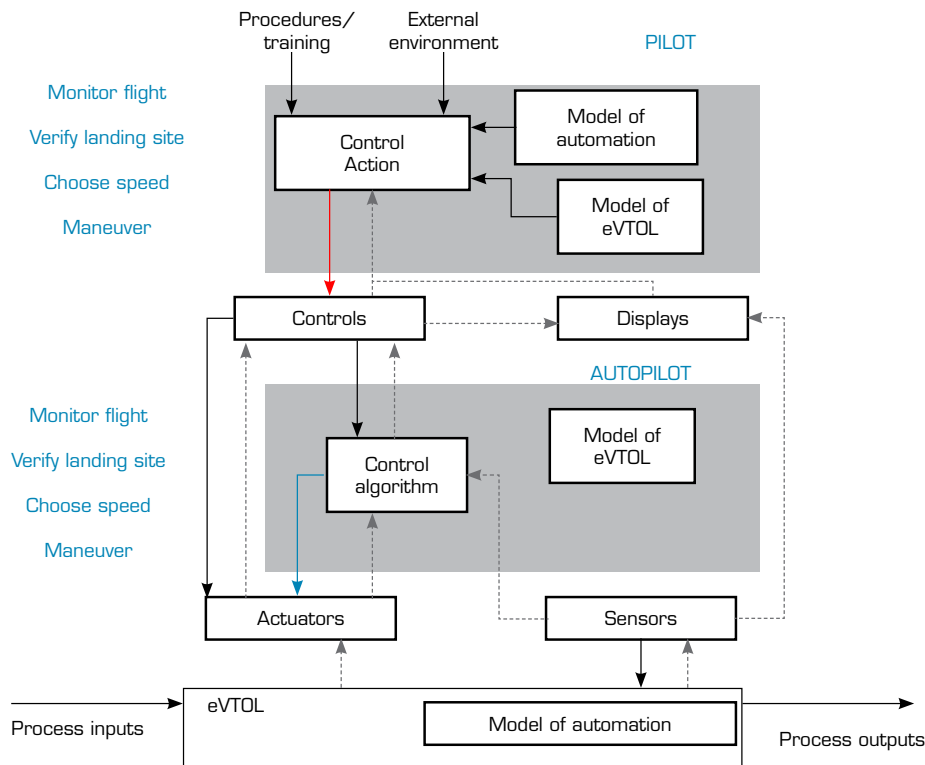 Procedures/
training
External
environment
PILOT
Monitor flight
Verify landing site
Choose speed
Maneuver
Control
Action
Model of
automation
Model of
eVTOL
Controls
Displays
AUTOPILOT
Monitor flight
Verify landing site
Choose speed
Maneuver
Control
algorithm
Model of
eVTOL
Actuators
Sensors
eVTOL
Model of automation
Process inputs
Process outputs